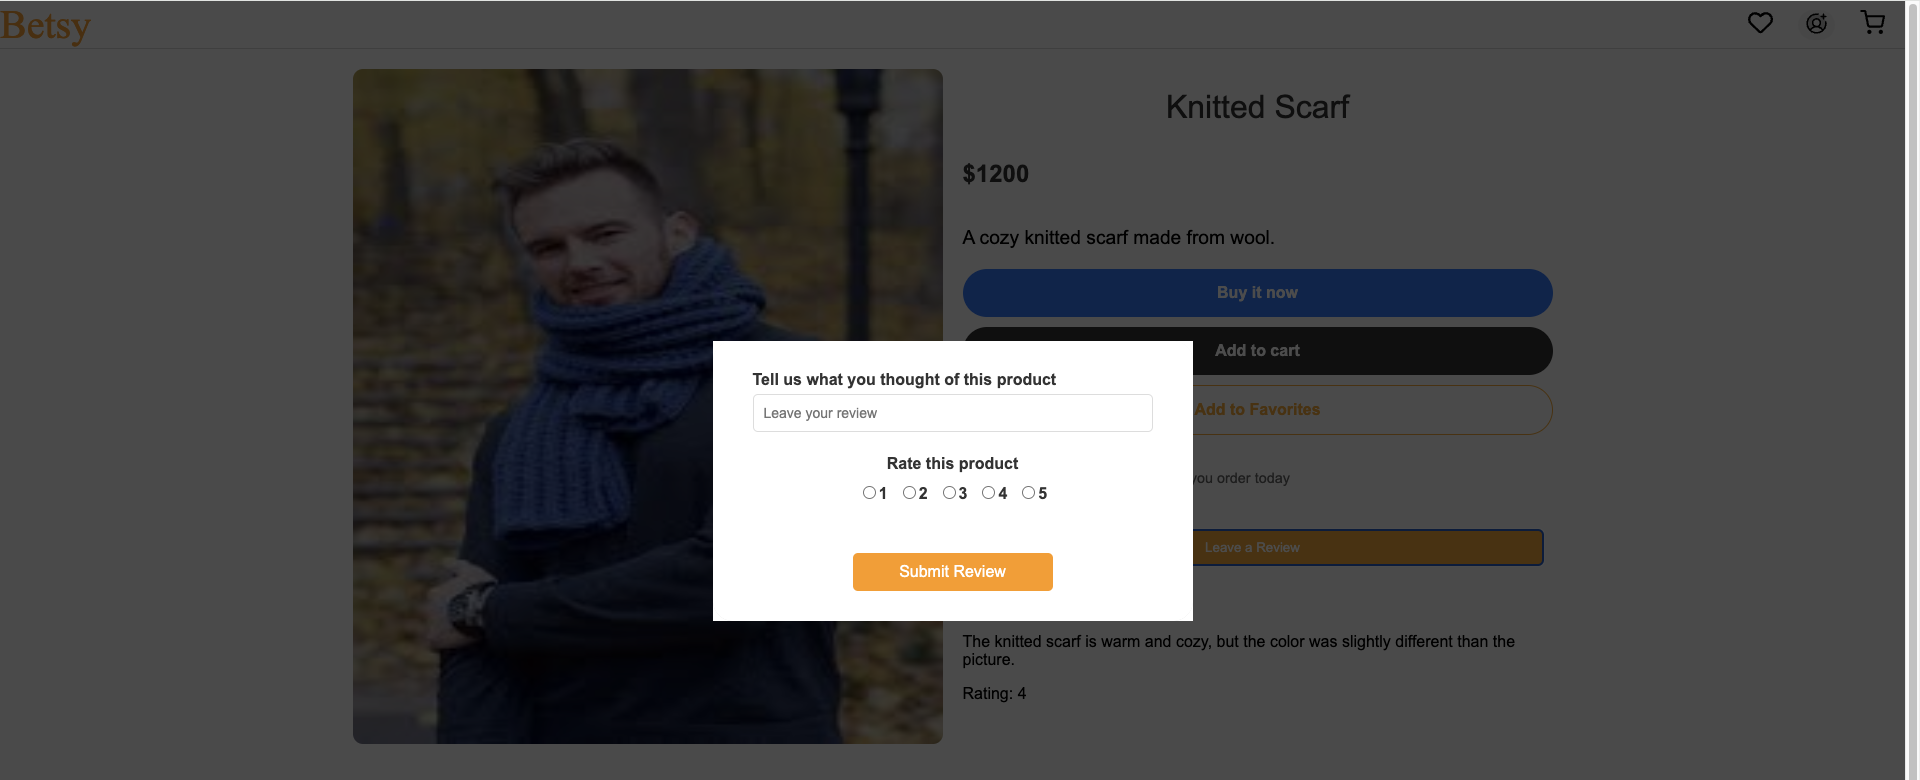 Betsy
Knitted Scarf
$1200
A cozy knitted scarf made from wool.
Buy it now
Add to cart
Add to Favorites
you order today
Leave a Review
The knitted scarf is warm and cozy, but the color was slightly different than the
picture.
Rating: 4
Tell us what you thought of this product
Leave your review
Rate this product
1 2 3 4 5
Submit Review